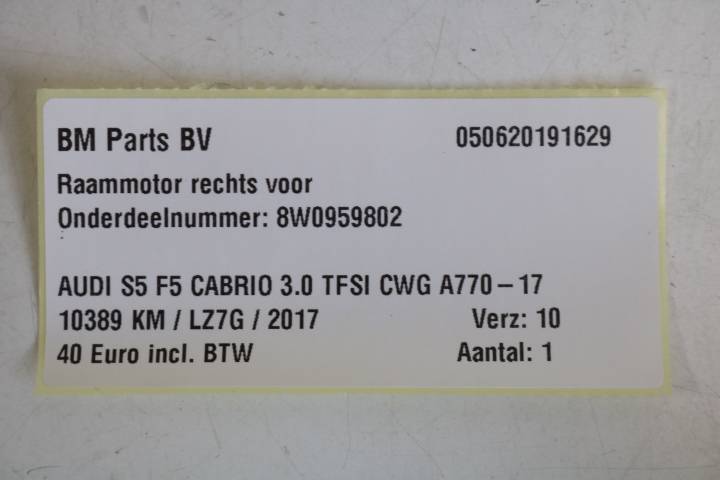 BM Parts BV 050620191629
Raammotor rechts voor
Onderdeelnummer: 8W0959802
AUDI S5 F5 CABRIO 3.0 TFSI CWG A770 – 17
10389 KM / LZ7G / 2017 Verz: 10
40 Euro incl. BTW Aantal: 1